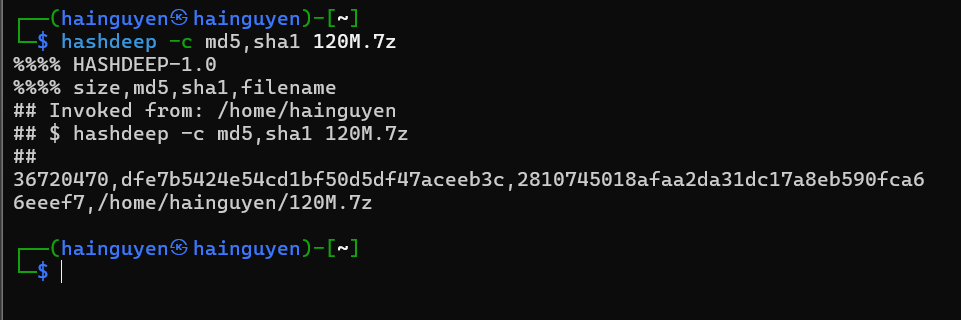 ┌──(hainguyen㉿hainguyen)-[~]
└─$ hashdeep -c md5,sha1 120M.7z
%%%% HASHDEEP-1.0
%%%% size,md5,sha1,filename
## Invoked from: /home/hainguyen
## $ hashdeep -c md5,sha1 120M.7z
##
36720470,dfe7b5424e54cd1bf50d5df47aceeb3c,2810745018afaa2da31dc17a8eb590fca6
6eeef7,/home/hainguyen/120M.7z
┌──(hainguyen㉿hainguyen)-[~]
└─$